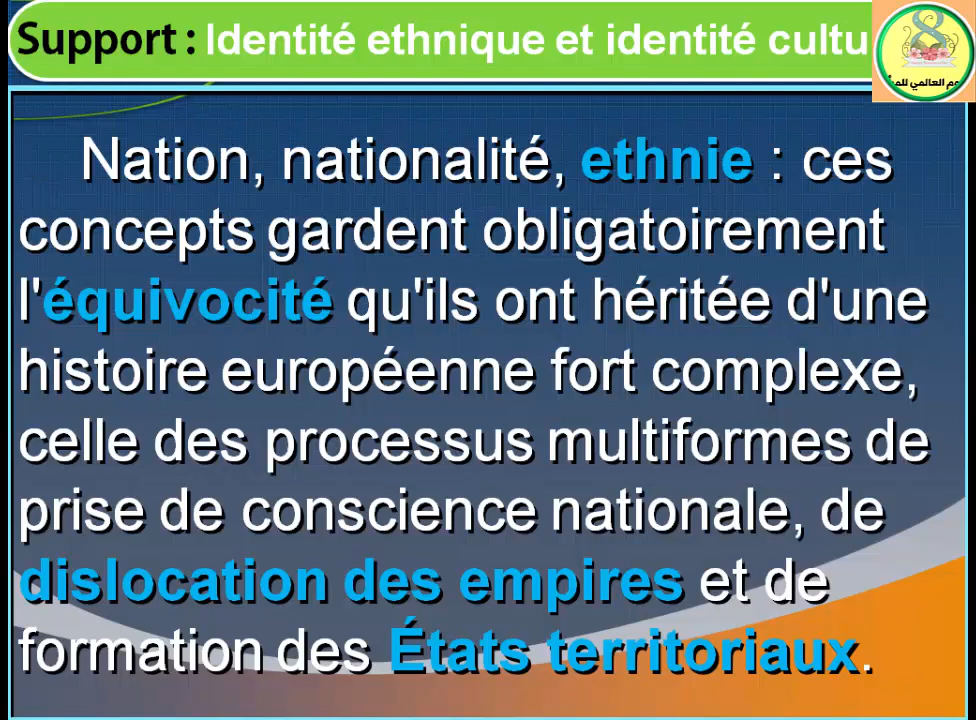 Support : Identité ethnique et identité cultu
Nation, nationalité, ethnie : ces
concepts gardent obligatoirement
l'équivocité qu'ils ont héritée d'une
histoire européenne fort complexe,
celle des processus multiformes de
prise de conscience nationale, de
dislocation des empires et de
formation des États territoriaux.